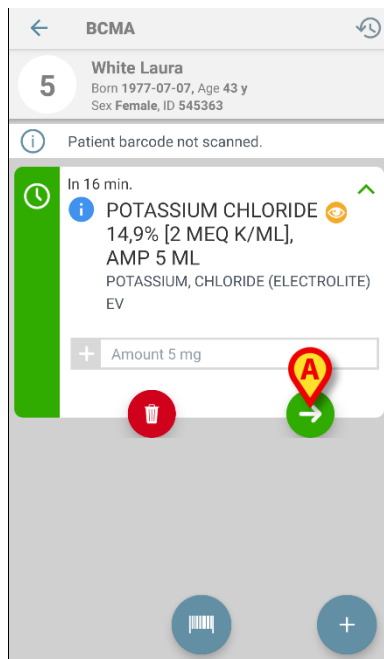 BCMA
5
White Laura
Born 1977-07-07, Age 43 y
Sex Female, ID 545363
i
Patient barcode not scanned.
In 16 min.
i
POTASSIUM CHLORIDE
14,9% [2 MEQ K/ML],
AMP 5 ML
POTASSIUM, CHLORIDE (ELECTROLITE)
EV
+ Amount 5 mg
A
+